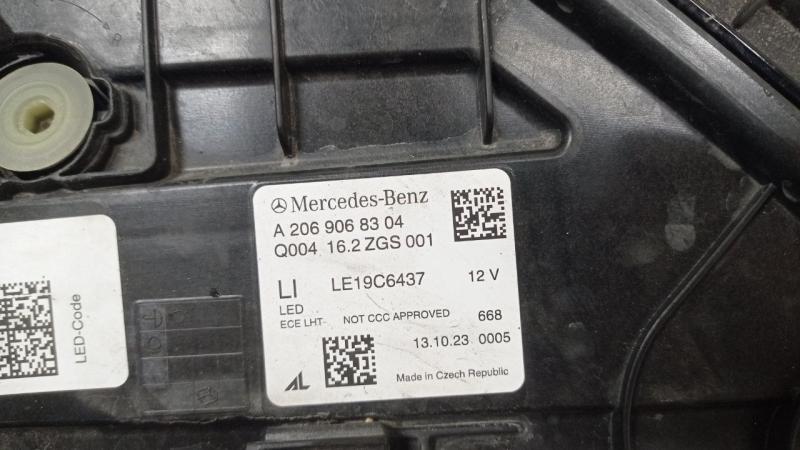 Mercedes-Benz
A 206 906 83 04
Q004 16.2 ZGS 001
LI LE19C6437 12 V
LED
ECE LHT- NOT CCC APPROVED 668
13.10.23 0005
AL Made in Czech Republic
LED-Code